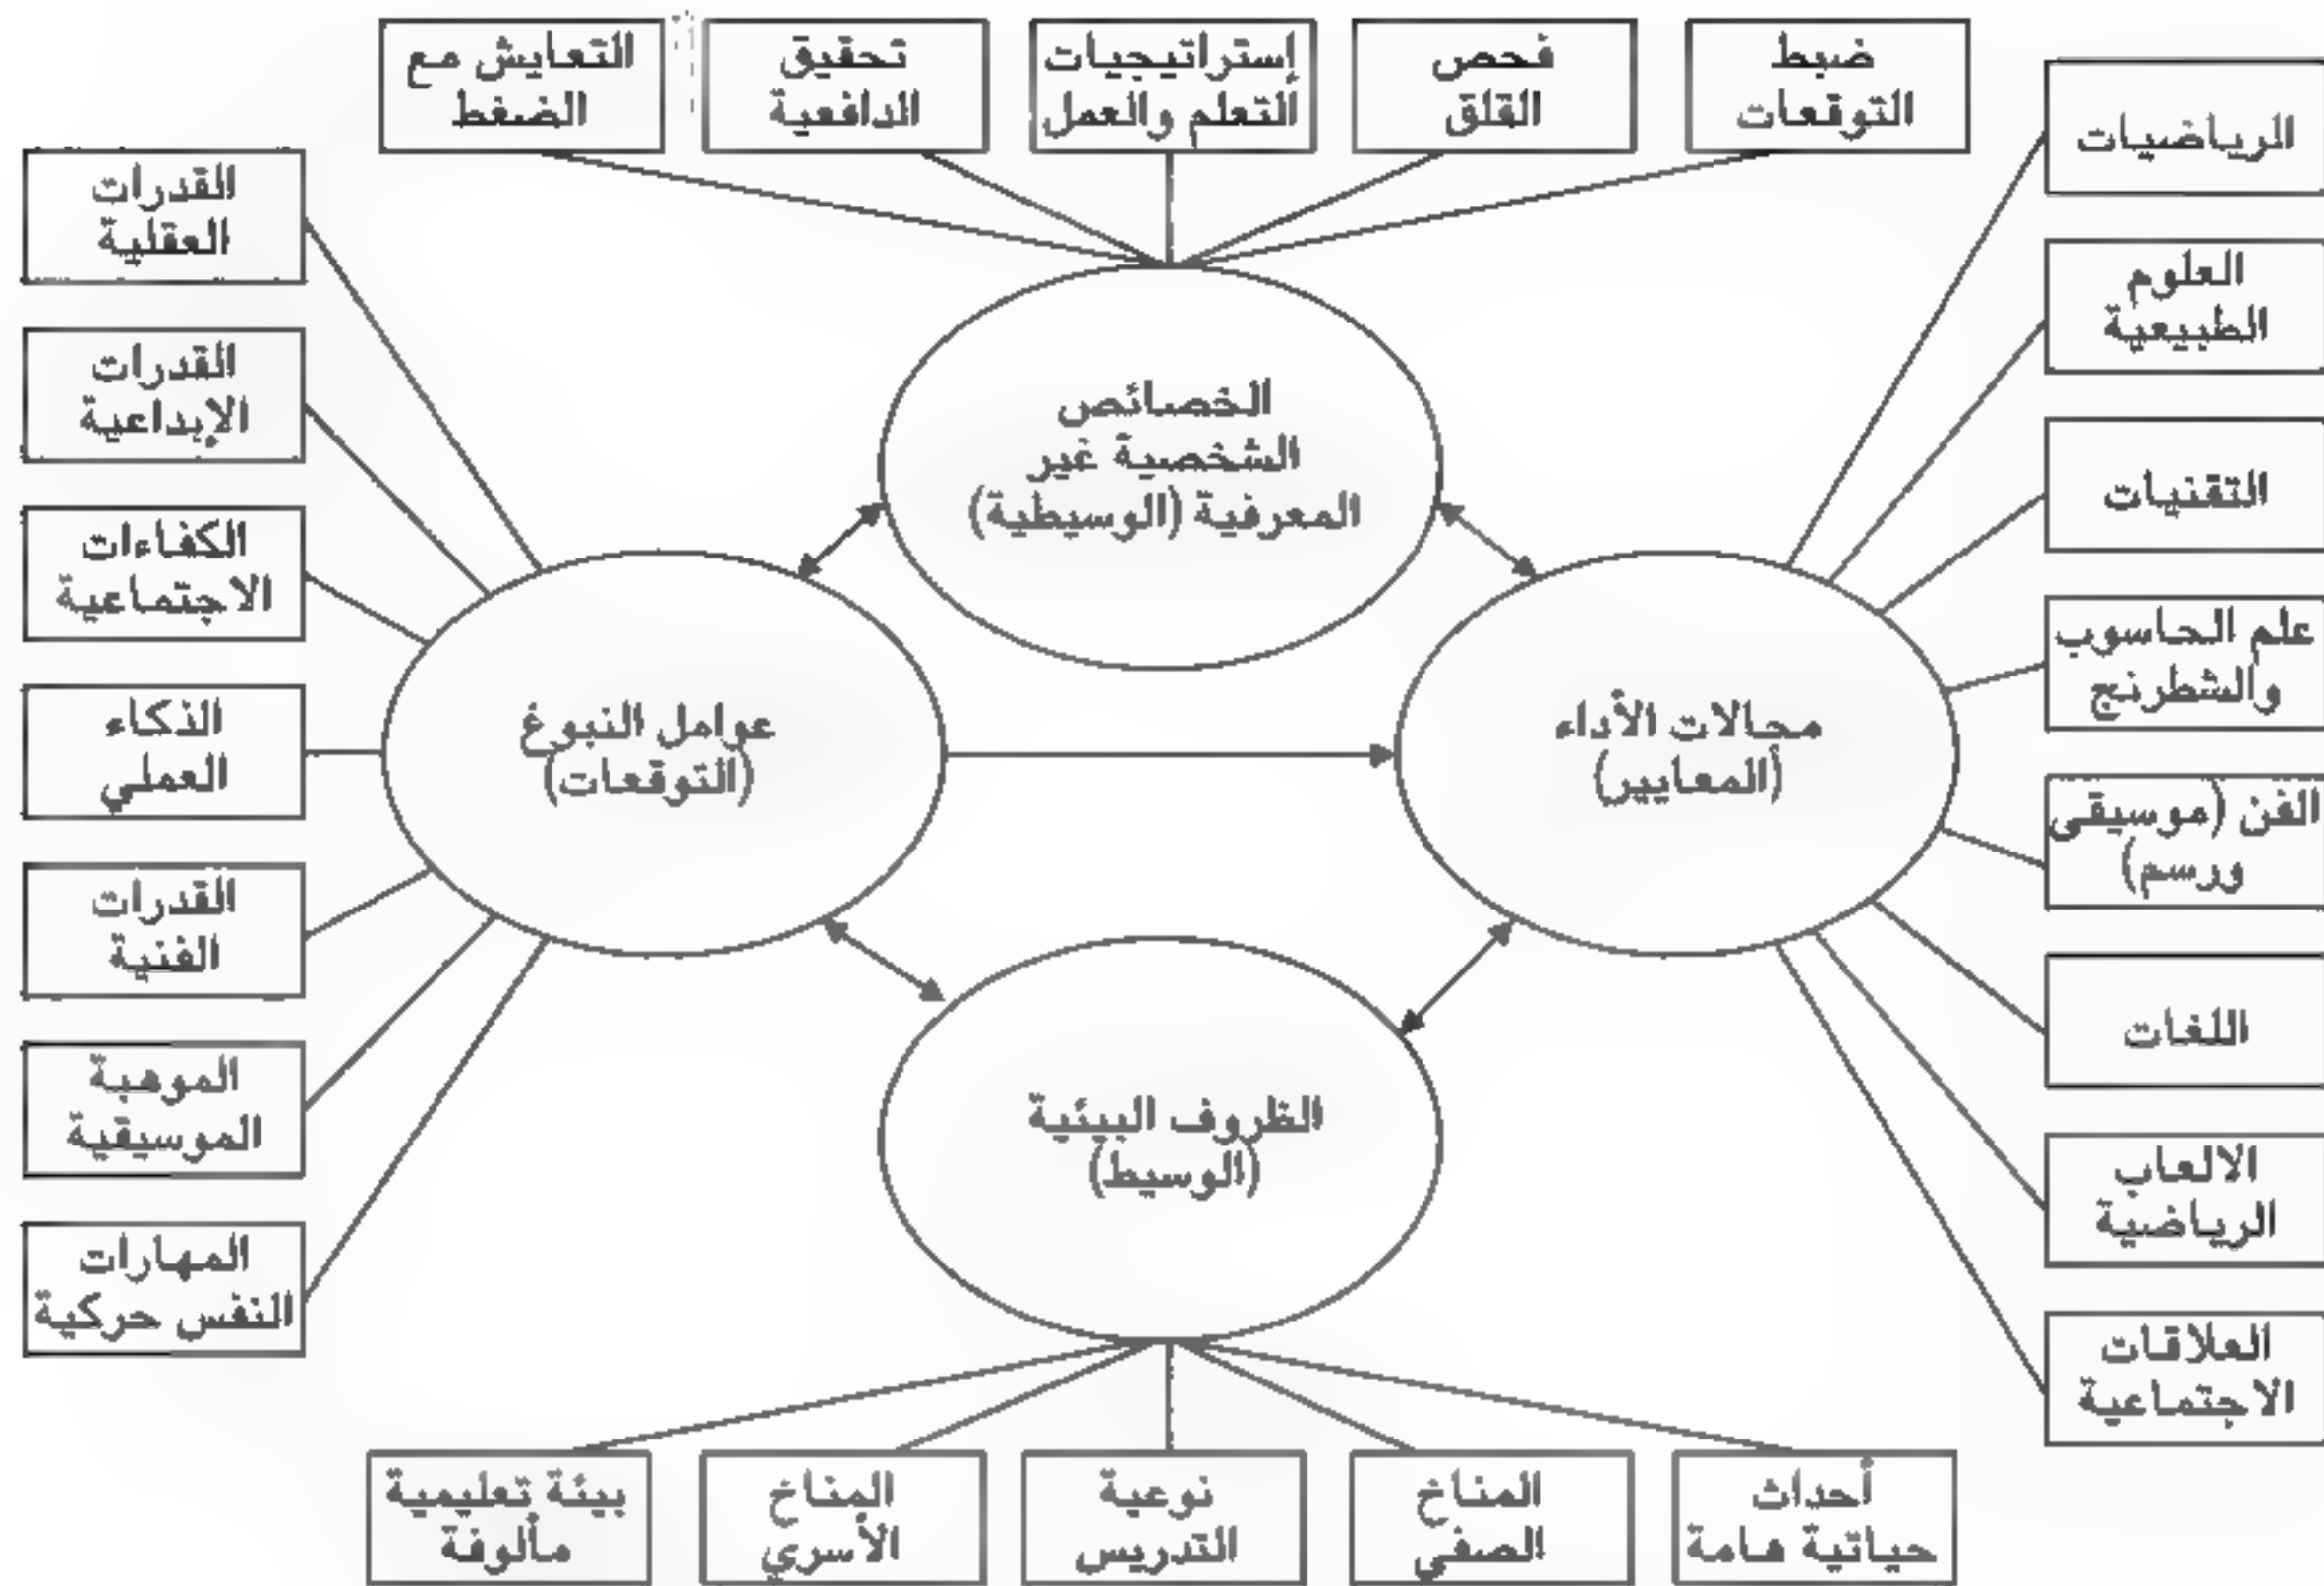 ضبط
التوقعات
فحص
القلق
إستراتيجيات
التعلم والعمل
تحقيق
الدافعية
التعايش مع
الضغط
الرياضيات
العلوم
الطبيعية
التقنيات
علم الحاسوب
والشطرنج
الفن (موسيقى
ورسم)
اللغات
الالعاب
الرياضية
العلاقات
الاجتماعية
الخصائص
الشخصية غير
المعرفية (الوسيطية)
مجالات الأداء
(المعايير)
عوامل النبوغ
(التوقعات)
الظروف البيئية
(الوسيط)
القدرات
العقلية
القدرات
الإبداعية
الكفاءات
الاجتماعية
الذكاء
العملي
القدرات
الفنية
الموهبة
الموسيقية
المهارات
النفس حركية
أحداث
حياتية هامة
المناخ
الصفي
نوعية
التدريس
المناخ
الأسري
بيئة تعليمية
مألوفة